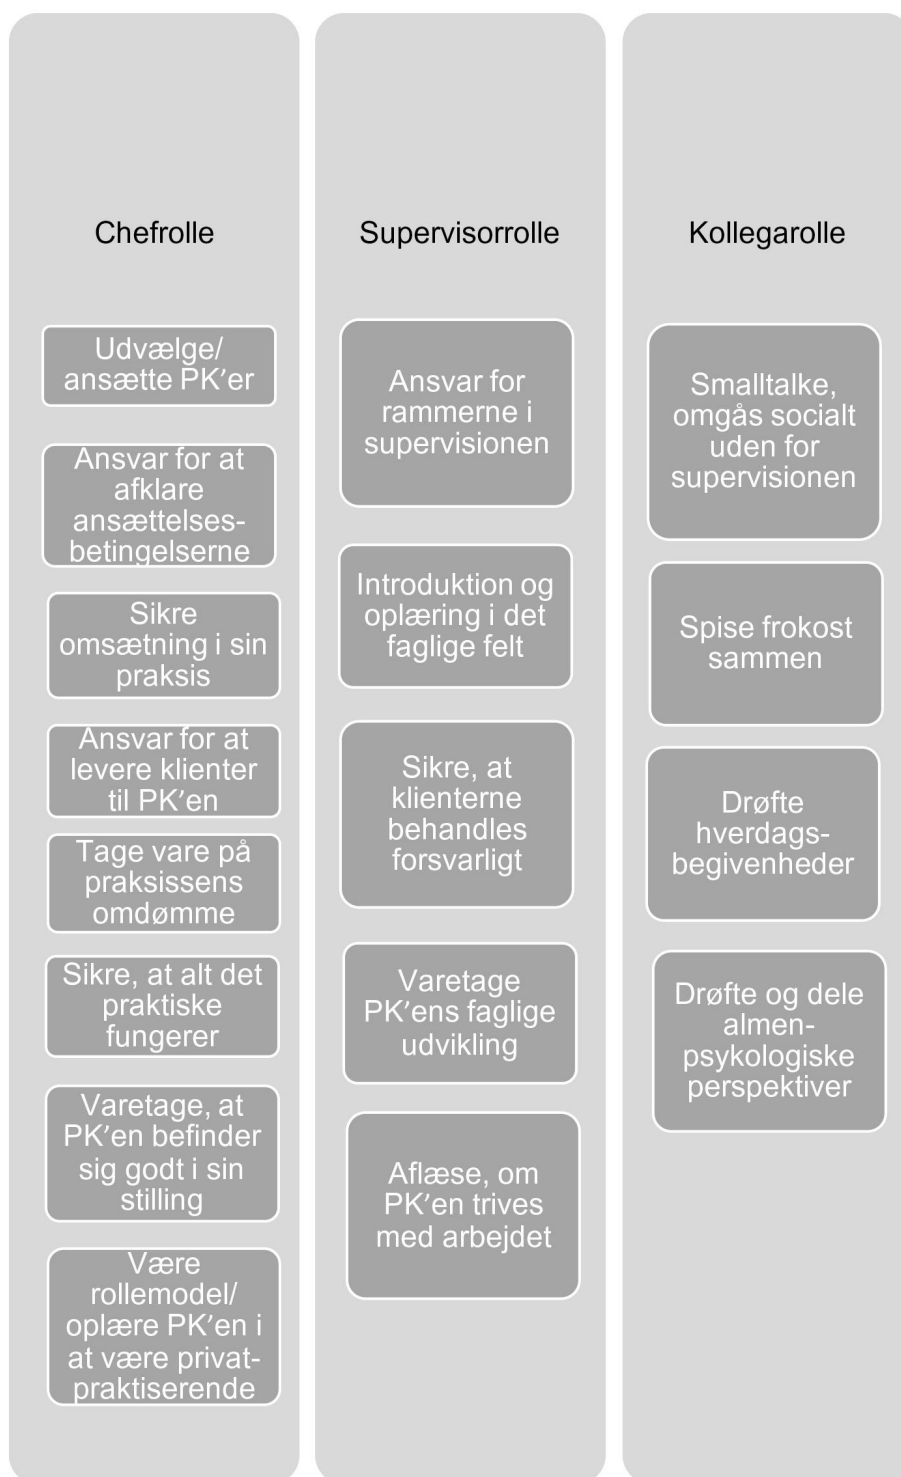 Chefrolle
Udvælge/
ansætte PK’er
Ansvar for at
afklare
ansættelses-
betingelserne
Sikre
omsætning i sin
praksis
Ansvar for at
levere klienter
til PK’en
Tage vare på
praksissens
omdømme
Sikre, at alt det
praktiske
fungerer
Varetage, at
PK’en befinder
sig godt i sin
stilling
Være
rollemodel/
oplære PK’en i
at være privat-
praktiserende
Supervisorrolle
Ansvar for
rammerne i
supervisionen
Introduktion og
oplæring i det
faglige felt
Sikre, at
klienterne
behandles
forsvarligt
Varetage
PK’ens faglige
udvikling
Aflæse, om
PK’en trives
med arbejdet
Kollegarolle
Smalltalke,
omgås socialt
uden for
supervisionen
Spise frokost
sammen
Drøfte
hverdags-
begivenheder
Drøfte og dele
almen-
psykologiske
perspektiver